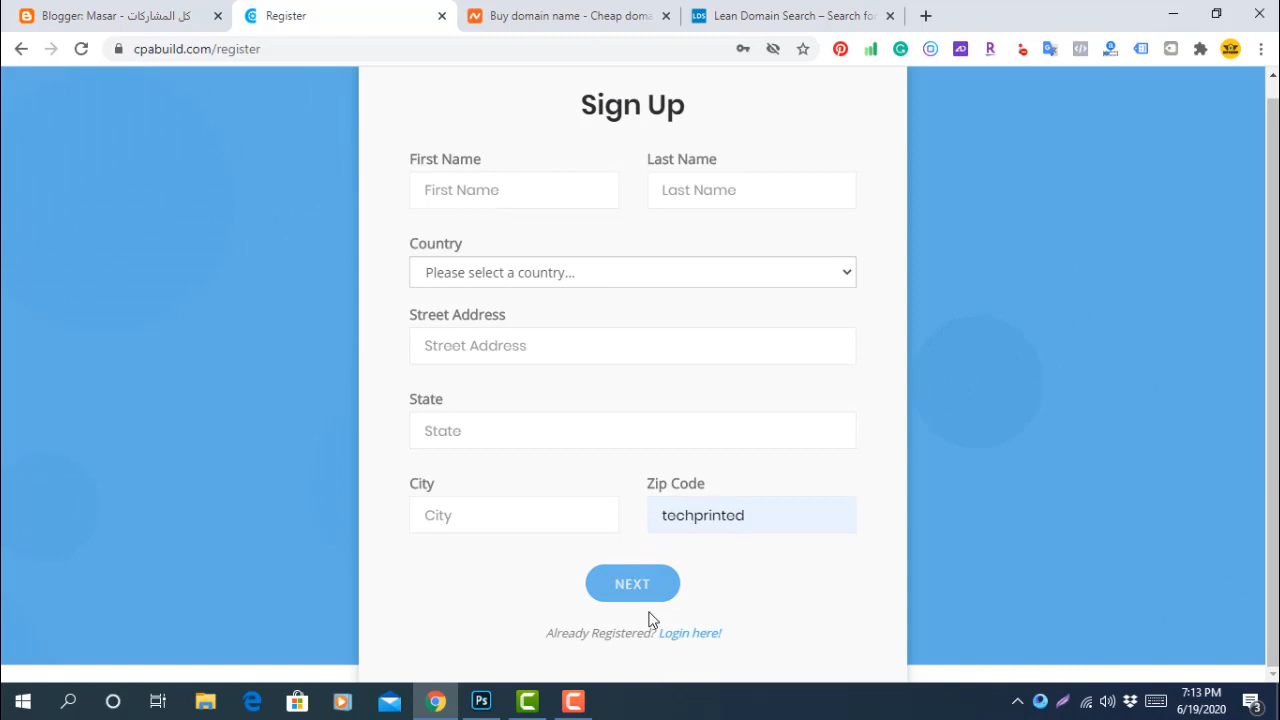 Blogger: Masar - كل المشاركات
Register
Buy domain name - Cheap doma
Lean Domain Search – Search for
cpabuild.com/register
Sign Up
First Name
Last Name
First Name
Last Name
Country
Please select a country...
Street Address
Street Address
State
State
City
Zip Code
City
techprinted
NEXT
Already Registered? Login here!
7:13 PM
6/19/2020